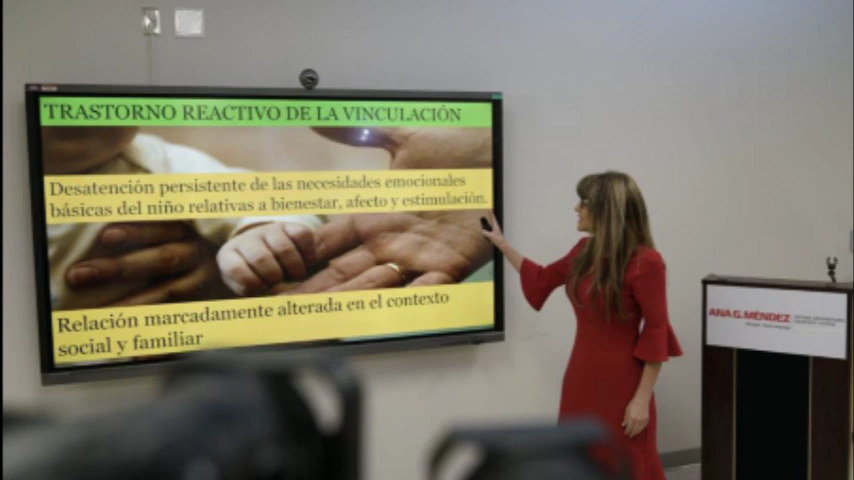 TRASTORNO REACTIVO DE LA VINCULACIÓN
Desatención persistente de las necesidades emocionales
básicas del niño relativas a bienestar, afecto y estimulación.
Relación marcadamente alterada en el contexto
social y familiar
ANA G. MÉNDEZ